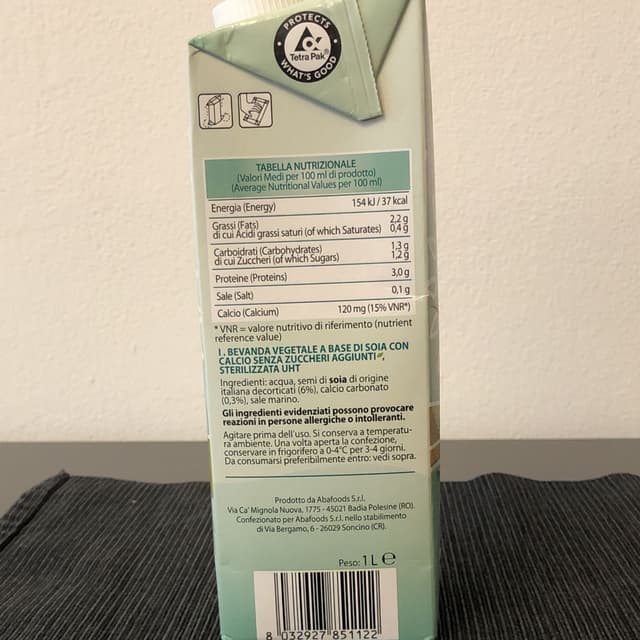 PROTECTS
Tetra Pak®
WHAT'S GOOD
TABELLA NUTRIZIONALE
(Valori Medi per 100 ml di prodotto)
(Average Nutritional Values per 100 ml)
Energia (Energy) 154 kJ / 37 kcal
Grassi (Fats) 2,2 g
di cui Acidi grassi saturi (of which Saturates) 0,4 g
Carboidrati (Carbohydrates) 1,3 g
di cui Zuccheri (of which Sugars) 1,2 g
Proteine (Proteins) 3,0 g
Sale (Salt) 0,1 g
Calcio (Calcium) 120 mg (15% VNR*)
* VNR = valore nutritivo di riferimento (nutrient
reference value)
I. BEVANDA VEGETALE A BASE DI SOIA CON
CALCIO SENZA ZUCCHERI AGGIUNTI.
STERILIZZATA UHT
Ingredienti: acqua, semi di soia di origine
italiana decorticati (6%), calcio carbonato
(0,3%), sale marino.
Gli ingredienti evidenziati possono provocare
reazioni in persone allergiche o intolleranti.
Agitare prima dell'uso. Si conserva a temperatu-
ra ambiente. Una volta aperta la confezione,
conservare in frigorifero a 0-4°C per 3-4 giorni.
Da consumarsi preferibilmente entro: vedi sopra.
Prodotto da Abafoods S.r.l.
Via Ca' Mignola Nuova, 1775 - 45021 Badia Polesine (RO).
Confezionato per Abafoods S.r.l. nello stabilimento
di Via Bergamo, 6 - 26029 Soncino (CR).
Peso: 1 L ℮
8 032927 851122